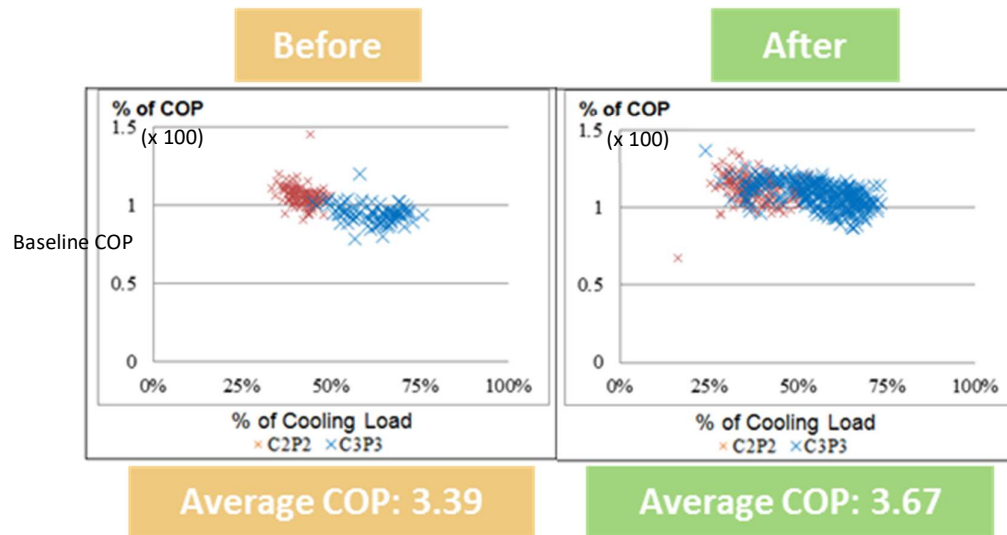 Before
After
% of COP
(x 100)
1.5
1
Baseline COP
0.5
0
0%
25%
50%
75%
100%
% of Cooling Load
C2P2
C3P3
% of COP
(x 100)
1.5
1
0.5
0
0%
25%
50%
75%
100%
% of Cooling Load
C2P2
C3P3
Average COP: 3.39
Average COP: 3.67